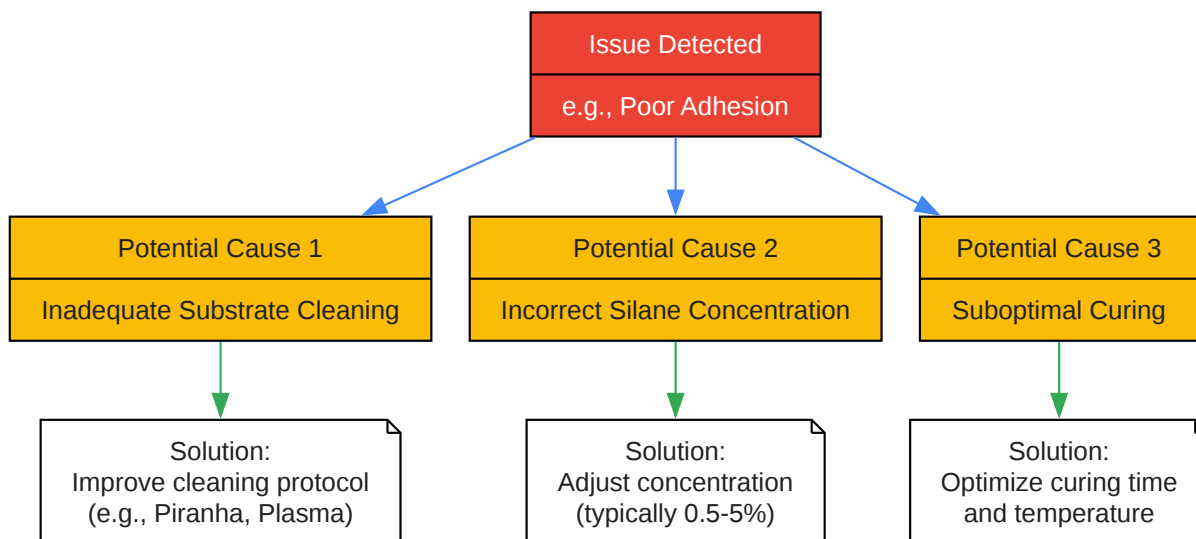 Issue Detected
e.g., Poor Adhesion
Potential Cause 1
Inadequate Substrate Cleaning
Potential Cause 2
Incorrect Silane Concentration
Potential Cause 3
Suboptimal Curing
Solution:
Improve cleaning protocol
(e.g., Piranha, Plasma)
Solution:
Adjust concentration
(typically 0.5-5%)
Solution:
Optimize curing time
and temperature